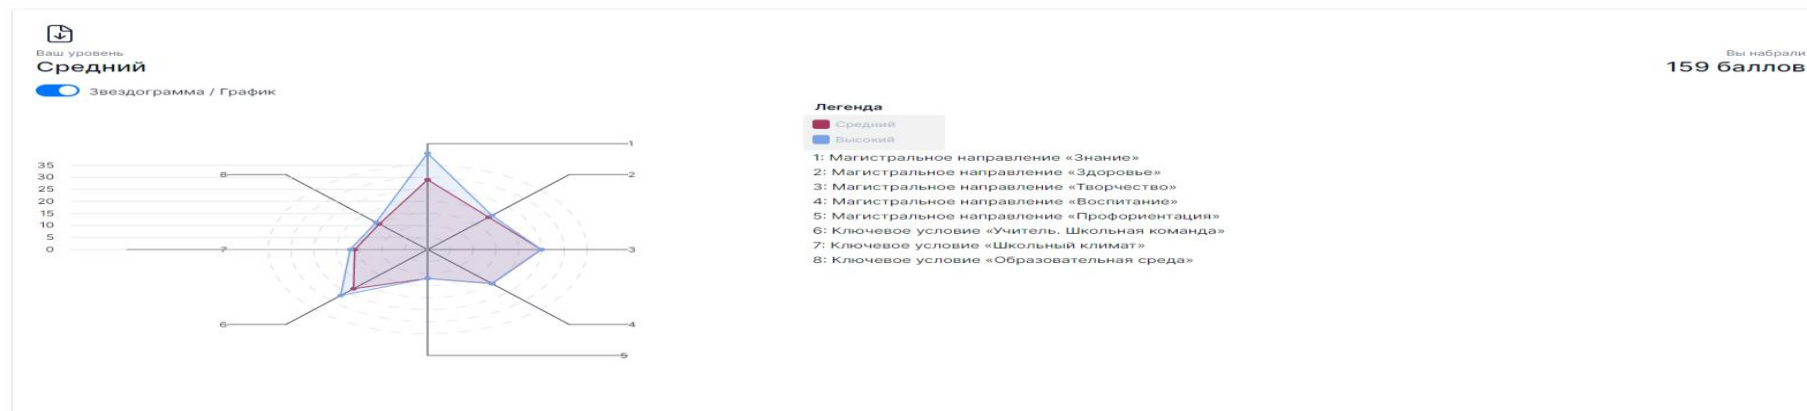 Ваш уровень
Средний
Вы набрали
159 баллов
Звездограмма / График
Легенда
Средний
Высокий
1: Магистральное направление «Знание»
2: Магистральное направление «Здоровье»
3: Магистральное направление «Творчество»
4: Магистральное направление «Воспитание»
5: Магистральное направление «Профориентация»
6: Ключевое условие «Учитель. Школьная команда»
7: Ключевое условие «Школьный климат»
8: Ключевое условие «Образовательная среда»
35
30
25
20
15
10
5
0
1
2
3
4
5
6
7
8